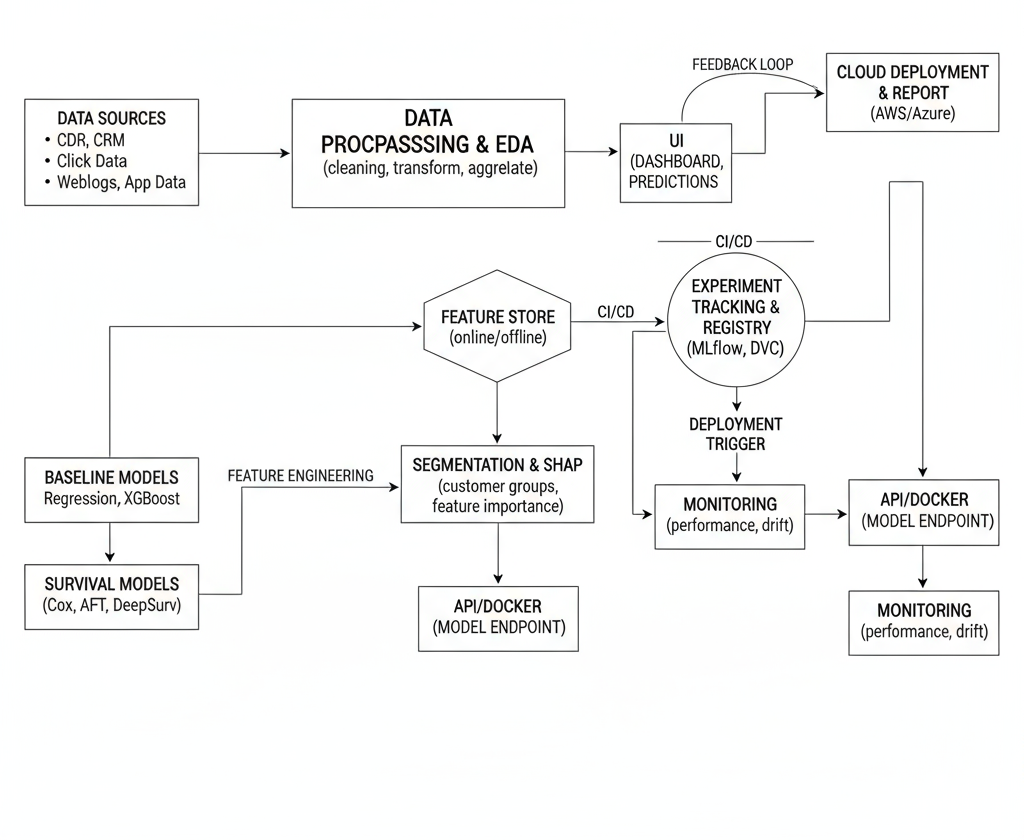 FEEDBACK LOOP
CLOUD DEPLOYMENT
& REPORT
(AWS/Azure)
DATA SOURCES
• CDR, CRM
• Click Data
• Weblogs, App Data
DATA
PROCPASSSING & EDA
(cleaning, transform, aggrelate)
UI
(DASHBOARD,
PREDICTIONS
CI/CD
FEATURE STORE
(online/offline)
CI/CD
EXPERIMENT
TRACKING &
REGISTRY
(MLflow, DVC)
DEPLOYMENT
TRIGGER
BASELINE MODELS
Regression, XGBoost
FEATURE ENGINEERING
SEGMENTATION & SHAP
(customer groups,
feature importance)
MONITORING
(performance, drift)
API/DOCKER
(MODEL ENDPOINT)
SURVIVAL MODELS
(Cox, AFT, DeepSurv)
API/DOCKER
(MODEL ENDPOINT)
MONITORING
(performance, drift)